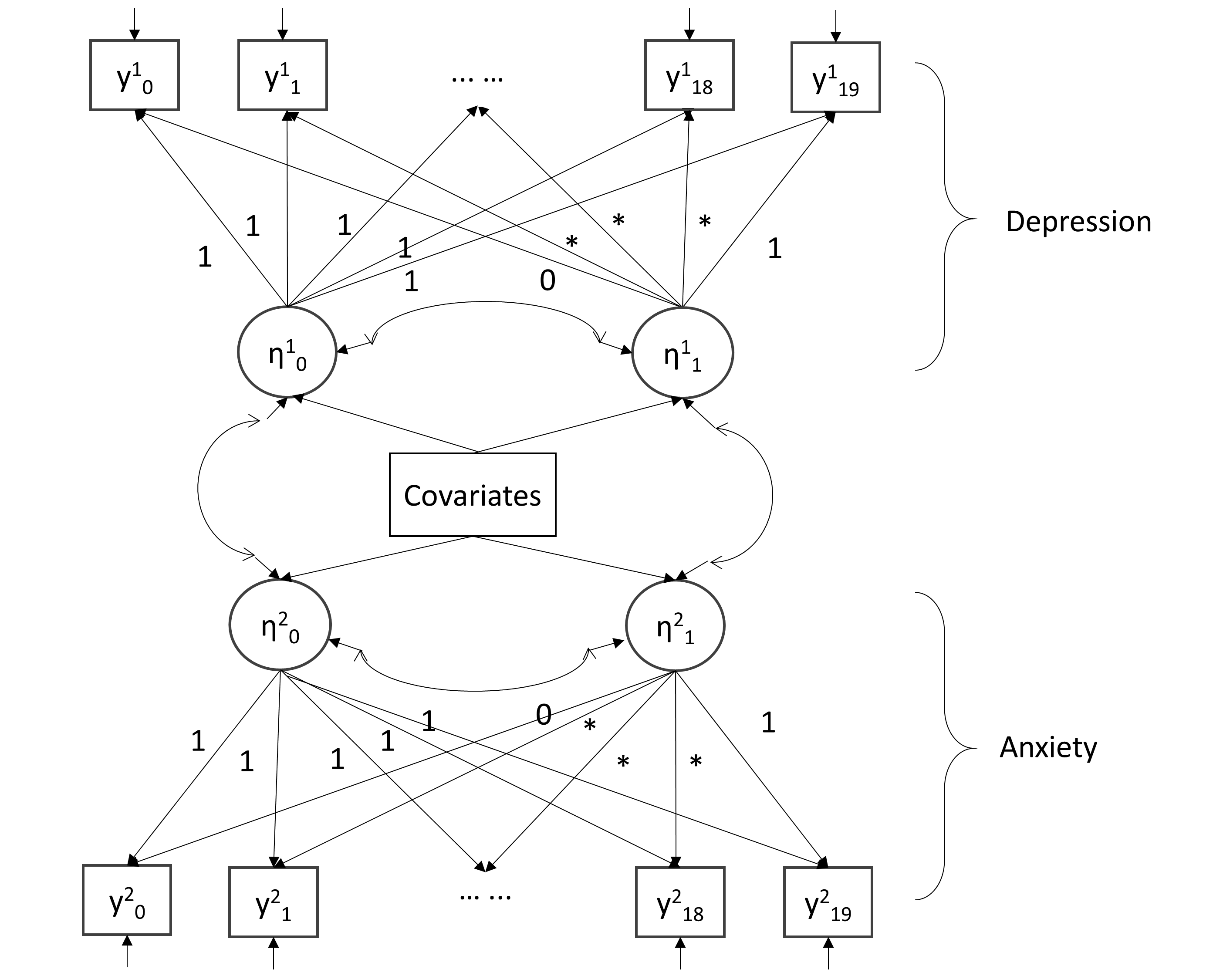 y¹₀ y¹₁ ... ... y¹₁₈ y¹₁₉
Depression
1 1 1 1 1 0 * * * 1
η¹₀ η¹₁
Covariates
η²₀ η²₁
1 1 1 1 1 0 * * * 1
Anxiety
y²₀ y²₁ ... ... y²₁₈ y²₁₉